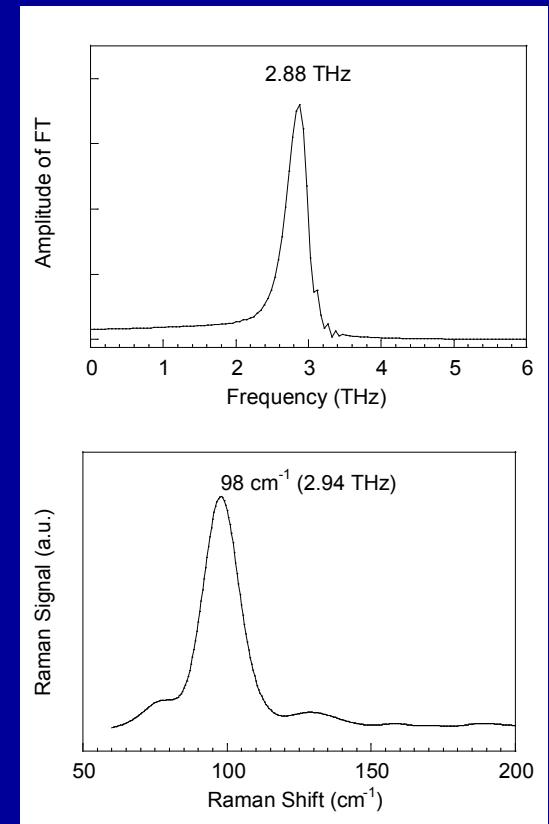 2.88 THz
Amplitude of FT
0 1 2 3 4 5 6
Frequency (THz)
98 cm⁻¹ (2.94 THz)
Raman Signal (a.u.)
50 100 150 200
Raman Shift (cm⁻¹)